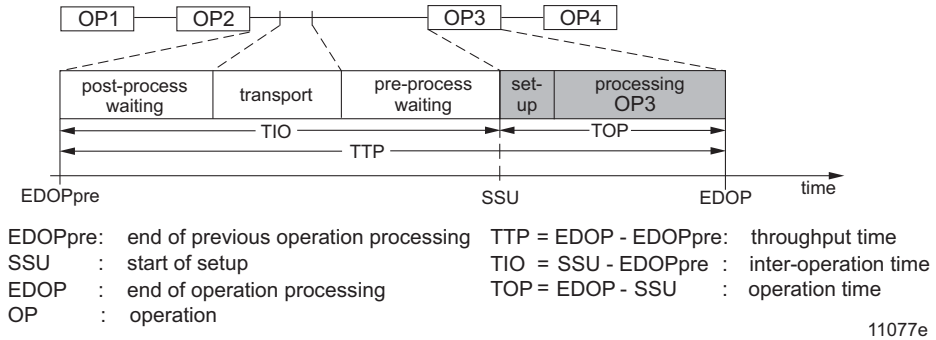 OP1 OP2 OP3 OP4
post-process waiting
transport
pre-process waiting
set-up
processing OP3
TIO TOP
TTP
EDOPpre SSU EDOP time
EDOPpre: end of previous operation processing
SSU : start of setup
EDOP : end of operation processing
OP : operation
TTP = EDOP - EDOPpre: throughput time
TIO = SSU - EDOPpre : inter-operation time
TOP = EDOP - SSU : operation time
11077e